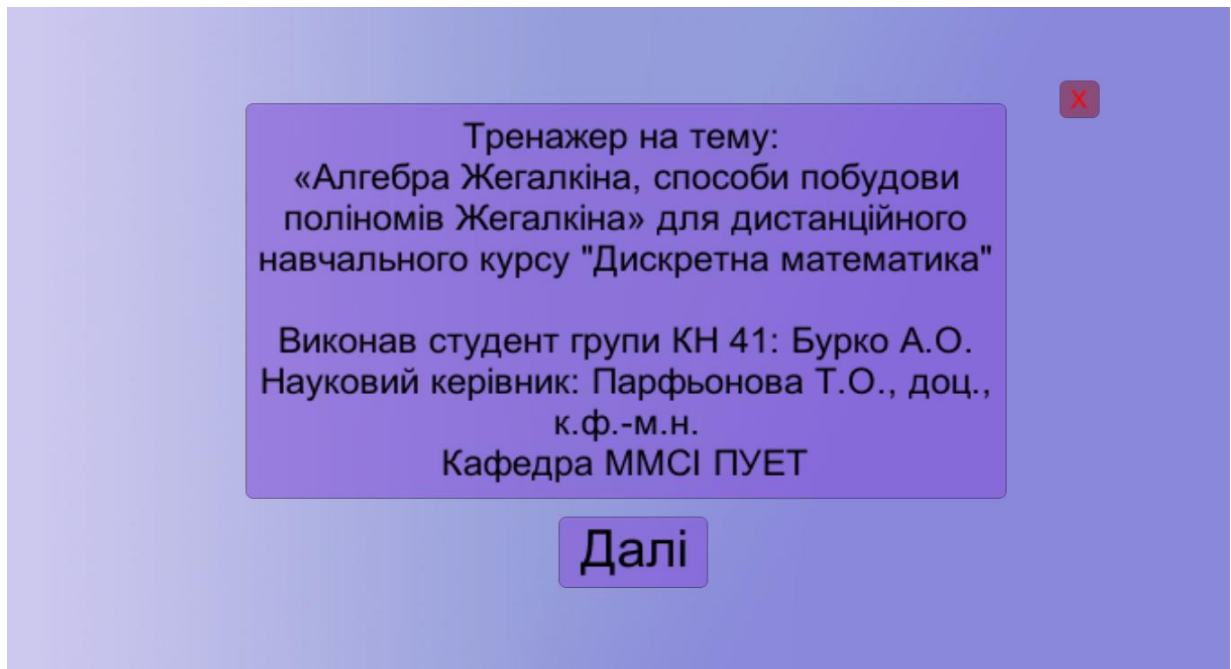 X
Тренажер на тему:
«Алгебра Жегалкіна, способи побудови
поліномів Жегалкіна» для дистанційного
навчального курсу "Дискретна математика"
Виконав студент групи КН 41: Бурко А.О.
Науковий керівник: Парфьонова Т.О., доц.,
к.ф.-м.н.
Кафедра ММСІ ПУЕТ
Далі